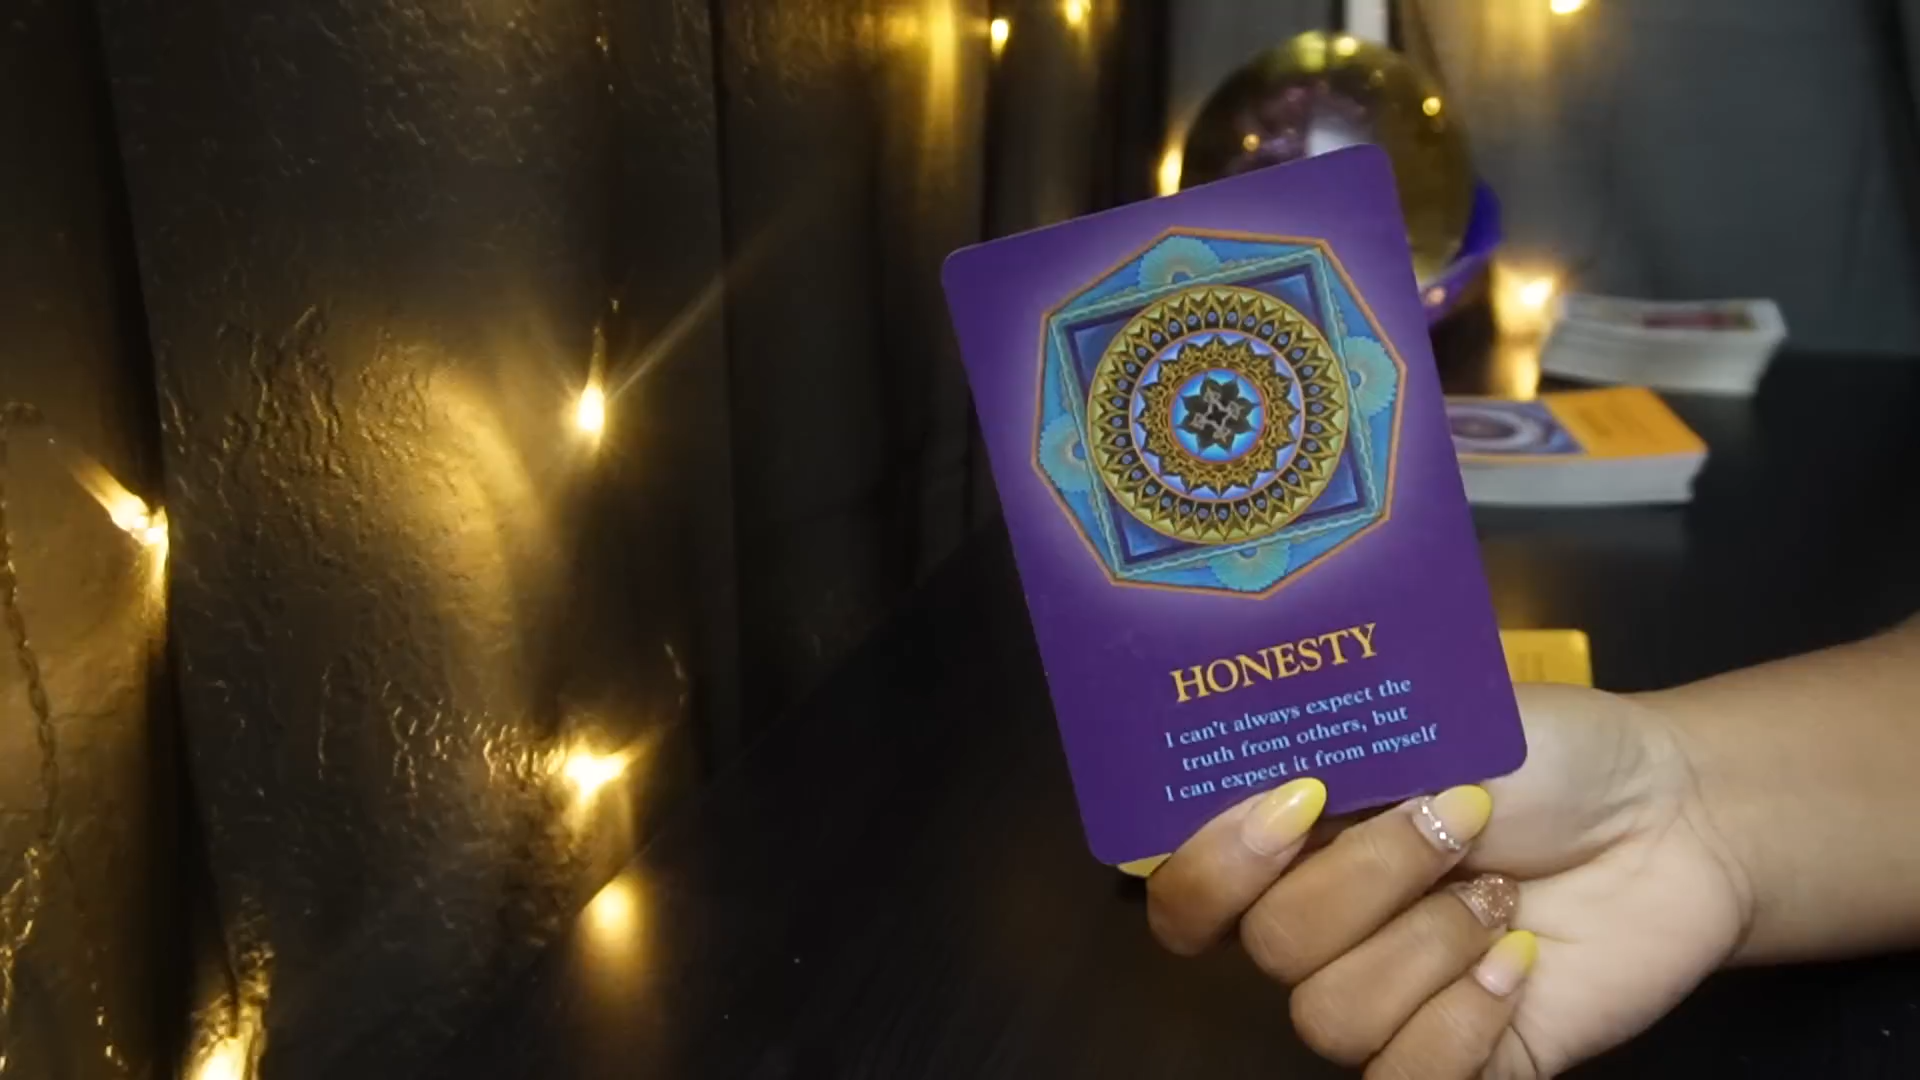 HONESTY
I can't always expect the
truth from others, but
I can expect it from myself